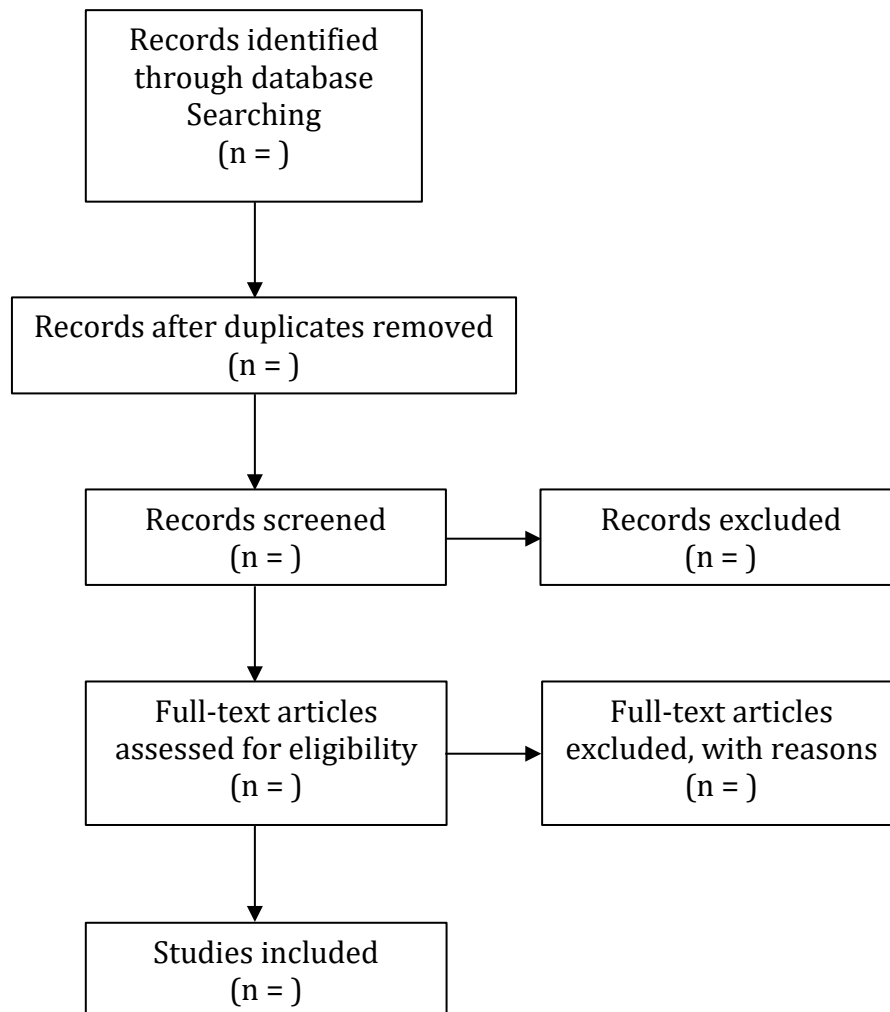 Records identified
through database
Searching
(n = )
Records after duplicates removed
(n = )
Records screened
(n = )
Records excluded
(n = )
Full-text articles
assessed for eligibility
(n = )
Full-text articles
excluded, with reasons
(n = )
Studies included
(n = )